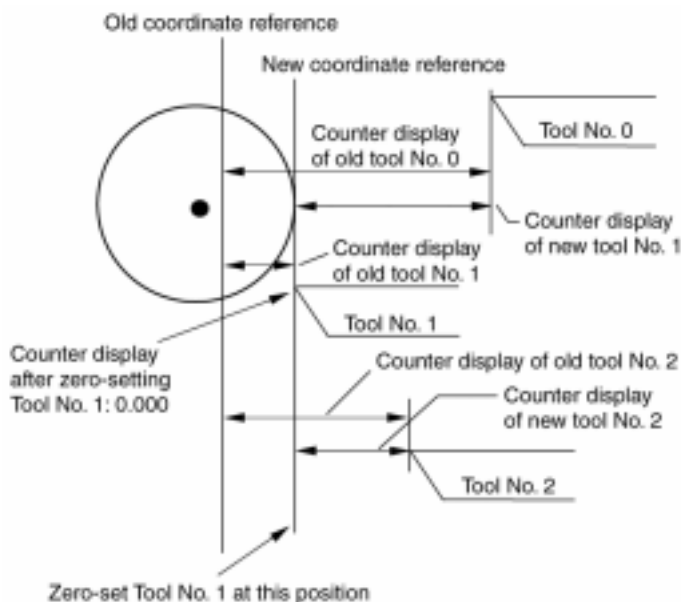 Old coordinate reference
New coordinate reference
Counter display
of old tool No. 0
Tool No. 0
Counter display
of new tool No. 1
Counter display
of old tool No. 1
Tool No. 1
Counter display
after zero-setting
Tool No. 1: 0.000
Counter display of old tool No. 2
Counter display
of new tool No. 2
Tool No. 2
Zero-set Tool No. 1 at this position